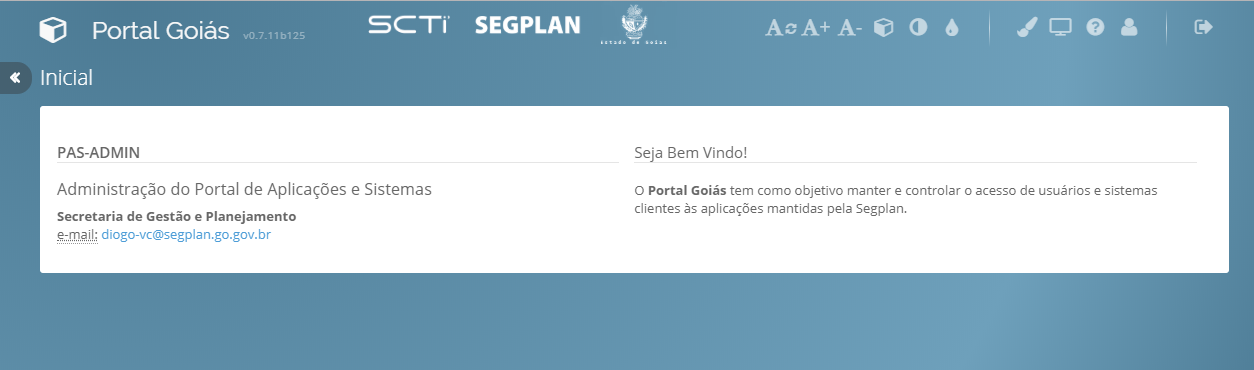 Portal Goiás v0.7.11b125
SCTi
SEGPLAN
Estado de Goiás
A A+ A-
Inicial
PAS-ADMIN
Administração do Portal de Aplicações e Sistemas
Secretaria de Gestão e Planejamento
e-mail: diogo-vc@segplan.go.gov.br
Seja Bem Vindo!
O Portal Goiás tem como objetivo manter e controlar o acesso de usuários e sistemas
clientes às aplicações mantidas pela Segplan.